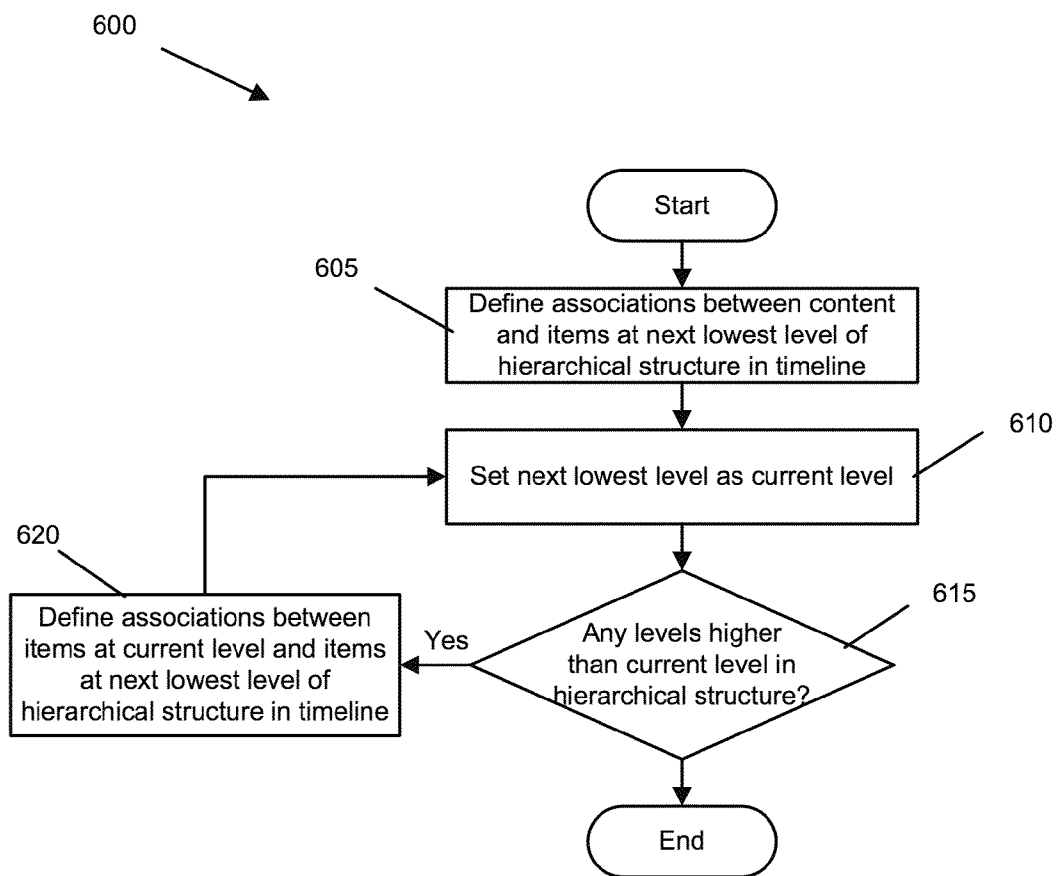 600
Start
605
Define associations between content
and items at next lowest level of
hierarchical structure in timeline
610
Set next lowest level as current level
620
Define associations between
items at current level and items
at next lowest level of
hierarchical structure in timeline
Yes
615
Any levels higher
than current level in
hierarchical structure?
End